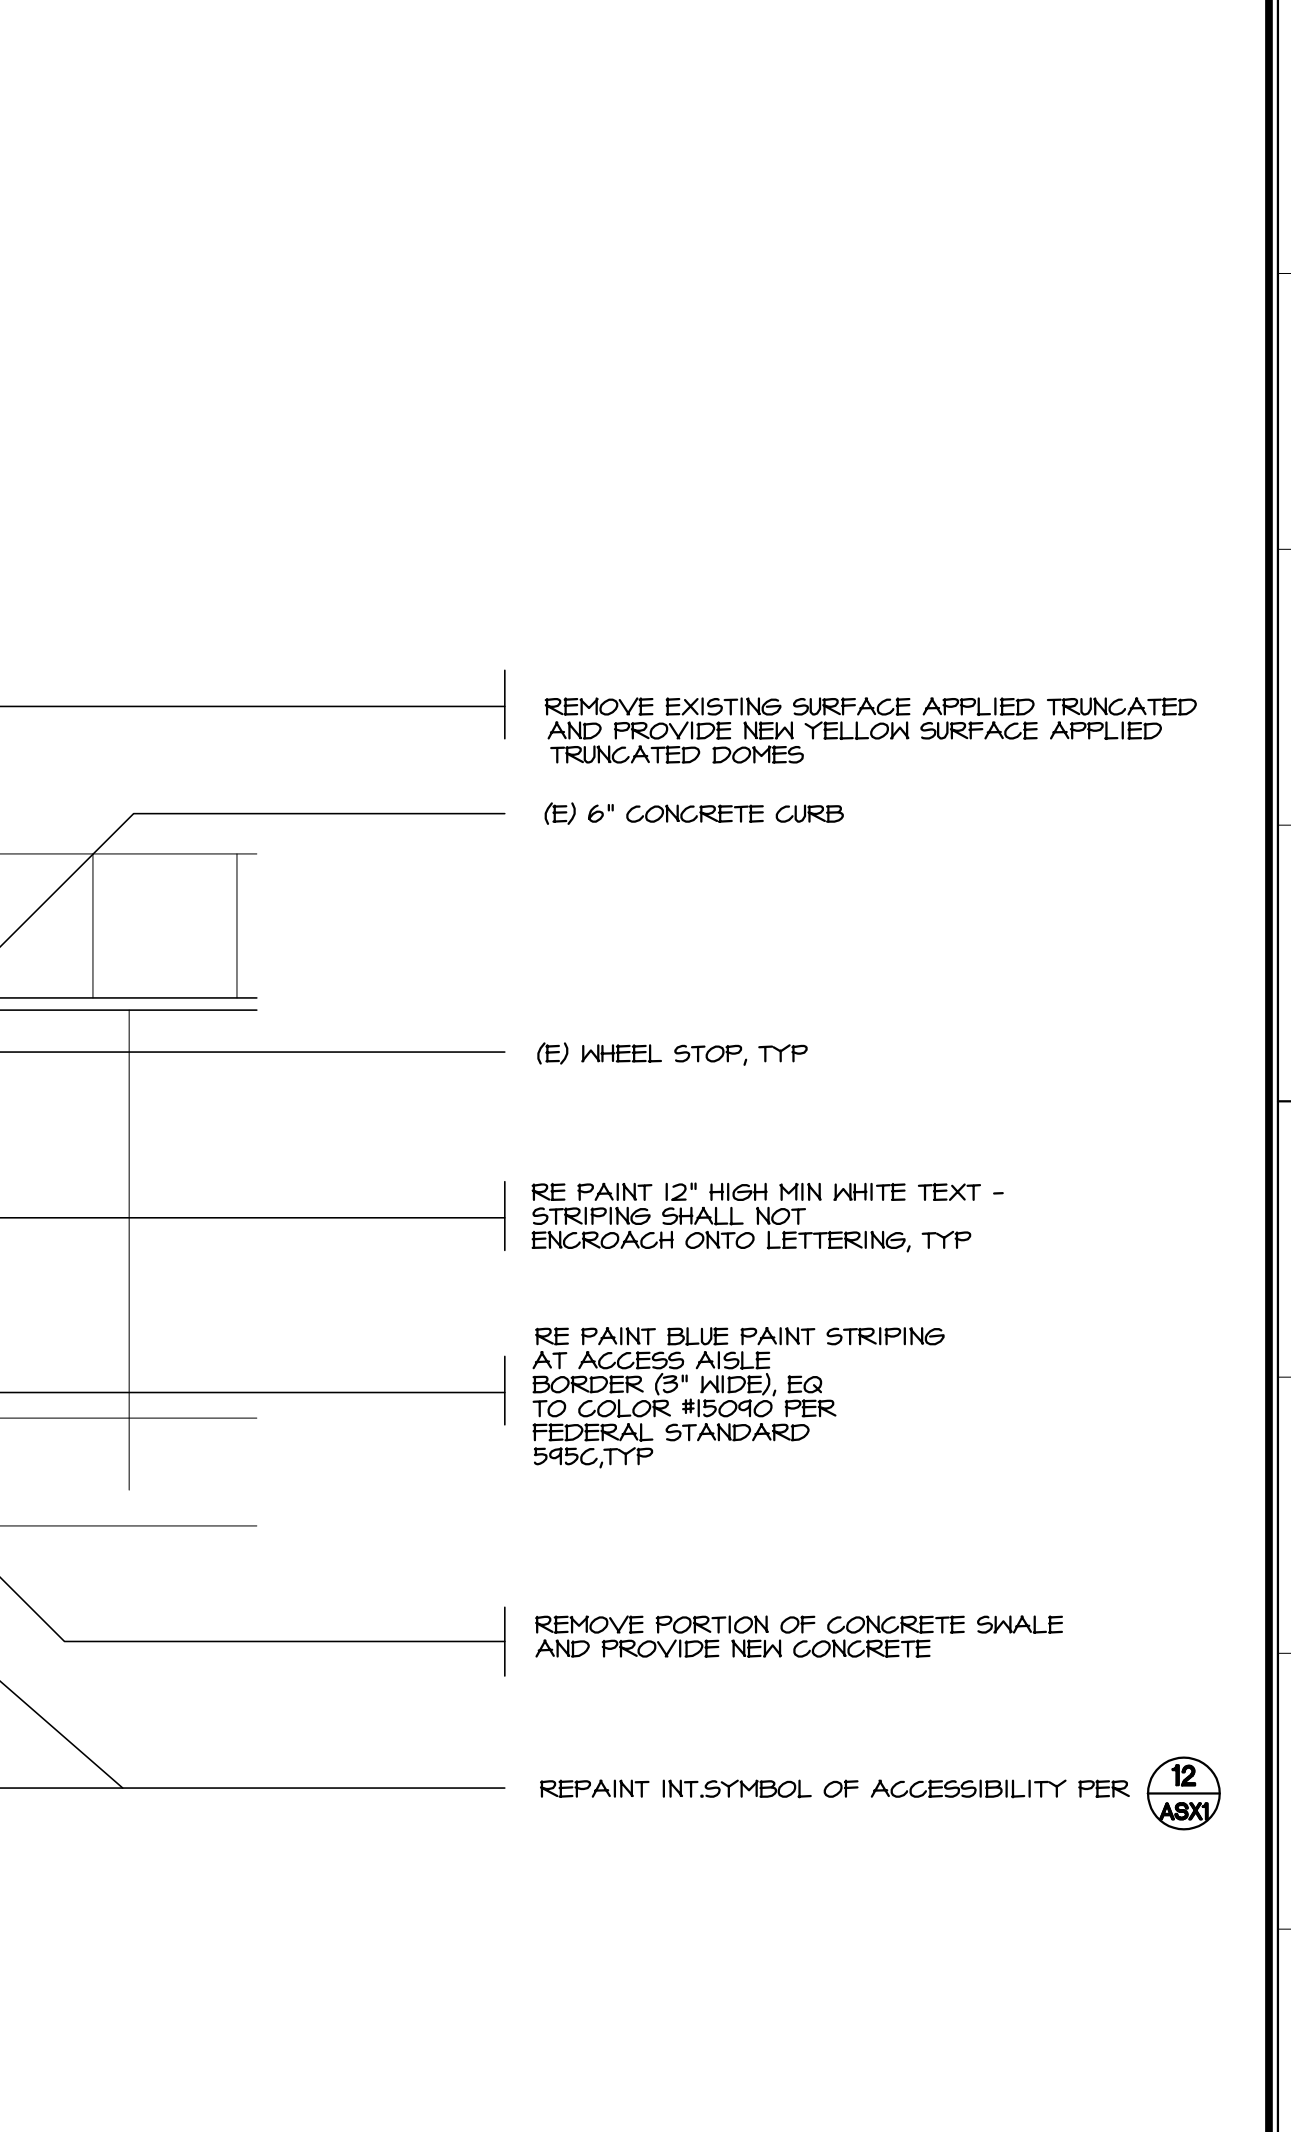 REMOVE EXISTING SURFACE APPLIED TRUNCATED
AND PROVIDE NEW YELLOW SURFACE APPLIED
TRUNCATED DOMES
(E) 6" CONCRETE CURB
(E) WHEEL STOP, TYP
RE PAINT 12" HIGH MIN WHITE TEXT -
STRIPING SHALL NOT
ENCROACH ONTO LETTERING, TYP
RE PAINT BLUE PAINT STRIPING
AT ACCESS AISLE
BORDER (3" WIDE), EQ
TO COLOR #15090 PER
FEDERAL STANDARD
595C,TYP
REMOVE PORTION OF CONCRETE SWALE
AND PROVIDE NEW CONCRETE
REPAINT INT.SYMBOL OF ACCESSIBILITY PER
12
ASX1